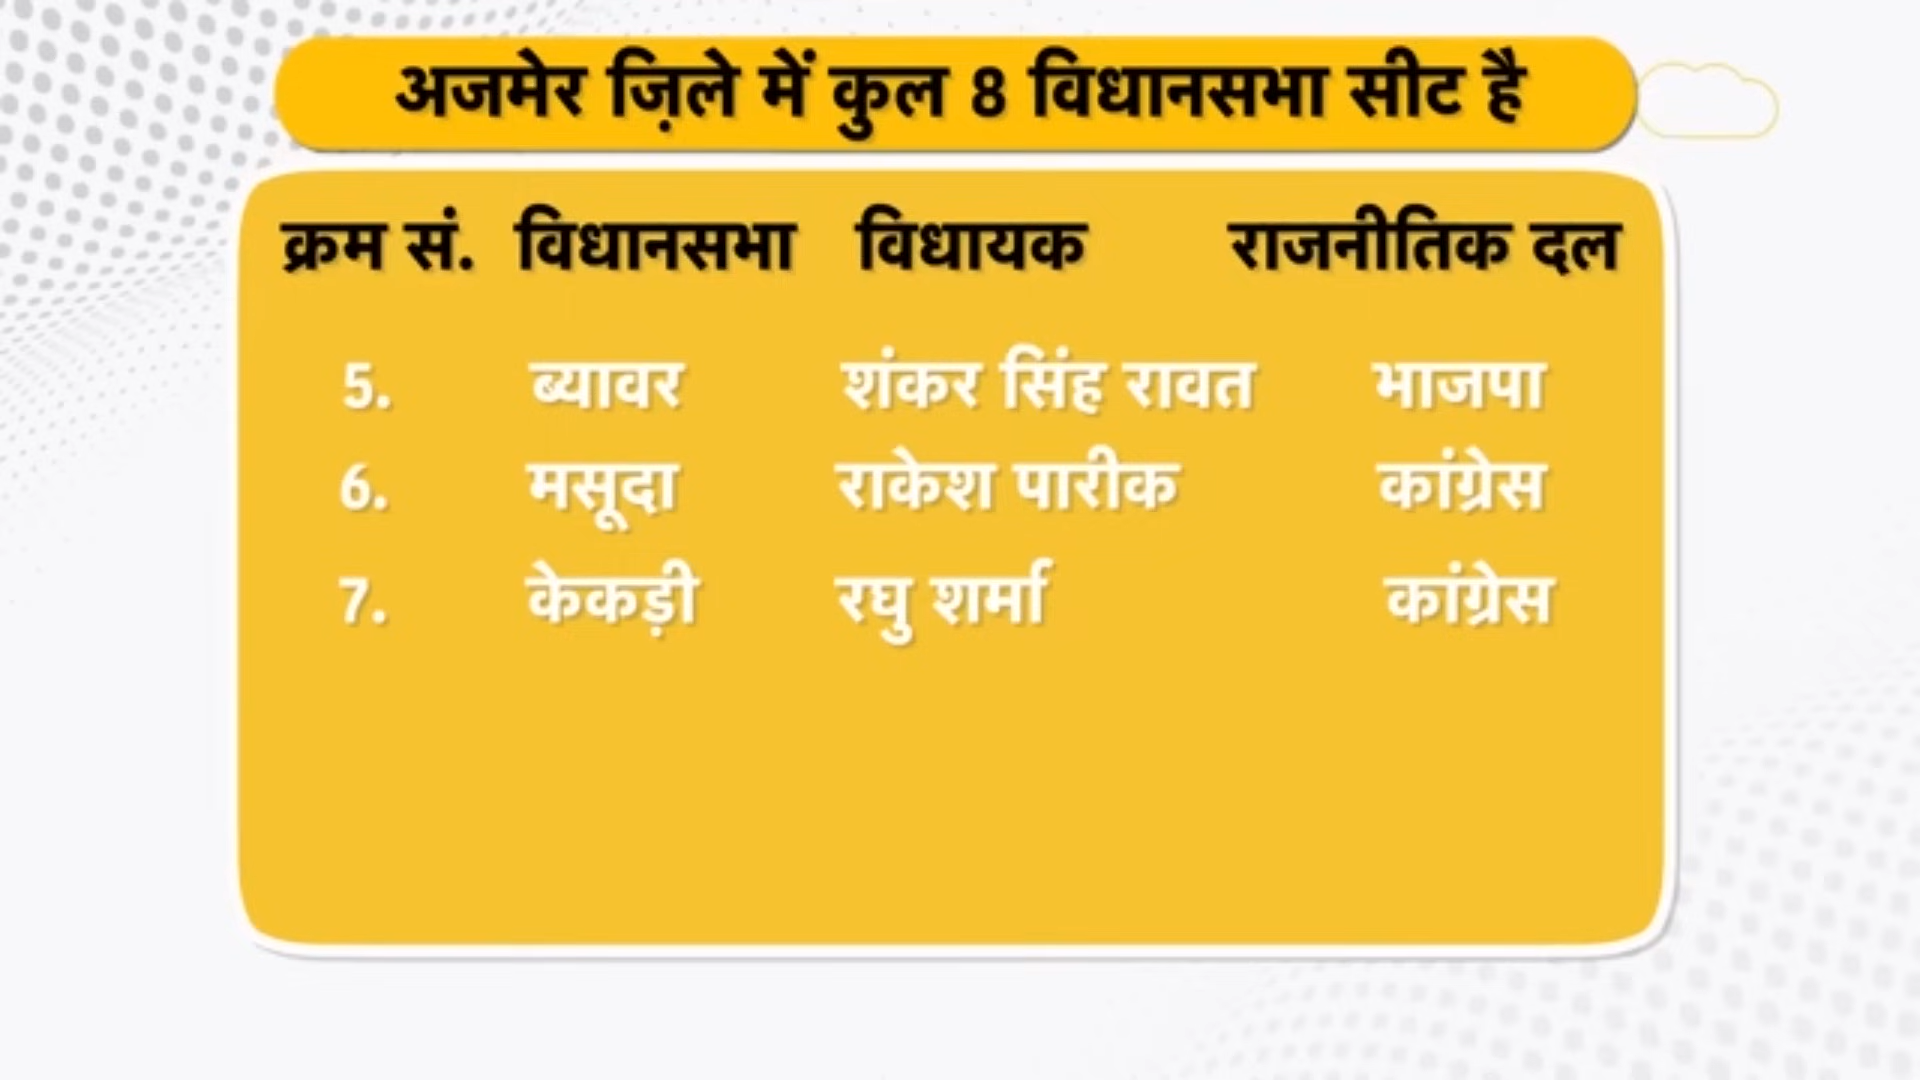 अजमेर ज़िले में कुल 8 विधानसभा सीट है
क्रम सं. विधानसभा विधायक राजनीतिक दल
5. ब्यावर शंकर सिंह रावत भाजपा
6. मसूदा राकेश पारीक कांग्रेस
7. केकड़ी रघु शर्मा कांग्रेस